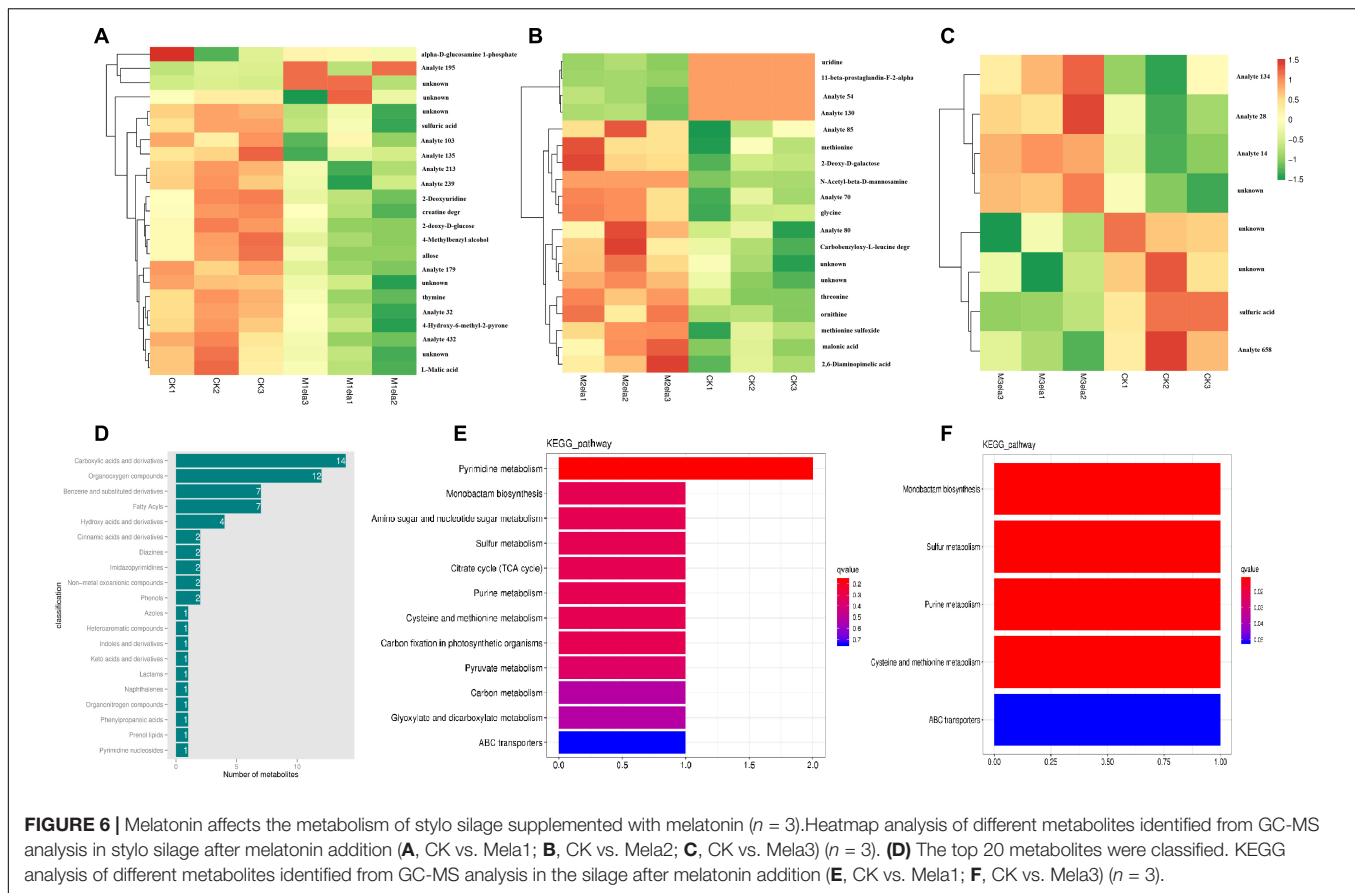 A
alpha-D-glucosamine 1-phosphate
Analyte 195
unknown
unknown
unknown
sulfuric acid
Analyte 103
Analyte 135
Analyte 213
Analyte 239
2-Deoxyuridine
creatine degr
2-deoxy-D-glucose
4-Methylbenzyl alcohol
allose
Analyte 179
unknown
thymine
Analyte 32
4-Hydroxy-6-methyl-2-pyrone
Analyte 432
unknown
L-Malic acid
CK1 CK2 CK3 M1ela3 M1ela1 M1ela2
B
uridine
11-beta-prostaglandin-F-2-alpha
Analyte 54
Analyte 130
Analyte 85
methionine
2-Deoxy-D-galactose
N-Acetyl-beta-D-mannosamine
Analyte 70
glycine
Analyte 80
Carbobenzyloxy-L-leucine degr
unknown
unknown
threonine
ornithine
methionine sulfoxide
malonic acid
2,6-Diaminopimelic acid
M2ela1 M2ela2 M2ela3 CK1 CK2 CK3
C
Analyte 134
Analyte 28
Analyte 14
unknown
unknown
unknown
sulfuric acid
Analyte 658
M3ela3 M3ela1 M3ela2 CK1 CK2 CK3
1.5
1
0.5
0
−0.5
−1
−1.5
D
classification
Carboxylic acids and derivatives 14
Organooxygen compounds 12
Benzene and substituted derivatives 7
Fatty Acyls 7
Hydroxy acids and derivatives 4
Cinnamic acids and derivatives 2
Diazines 2
Imidazopyrimidines 2
Non−metal oxoanionic compounds 2
Phenols 2
Azoles 1
Heteroaromatic compounds 1
Indoles and derivatives 1
Keto acids and derivatives 1
Lactams 1
Naphthalenes 1
Organonitrogen compounds 1
Phenylpropanoic acids 1
Prenol lipids 1
Pyrimidine nucleosides 1
0 5 10
Number of metabolites
E
KEGG_pathway
Pyrimidine metabolism
Monobactam biosynthesis
Amino sugar and nucleotide sugar metabolism
Sulfur metabolism
Citrate cycle (TCA cycle)
Purine metabolism
Cysteine and methionine metabolism
Carbon fixation in photosynthetic organisms
Pyruvate metabolism
Carbon metabolism
Glyoxylate and dicarboxylate metabolism
ABC transporters
0.0 0.5 1.0 1.5 2.0
qvalue
0.2
0.3
0.4
0.5
0.6
0.7
F
KEGG_pathway
Monobactam biosynthesis
Sulfur metabolism
Purine metabolism
Cysteine and methionine metabolism
ABC transporters
0.00 0.25 0.50 0.75 1.00
qvalue
0.02
0.03
0.04
0.05
FIGURE 6 | Melatonin affects the metabolism of stylo silage supplemented with melatonin (n = 3).Heatmap analysis of different metabolites identified from GC-MS
analysis in stylo silage after melatonin addition (A, CK vs. Mela1; B, CK vs. Mela2; C, CK vs. Mela3) (n = 3). (D) The top 20 metabolites were classified. KEGG
analysis of different metabolites identified from GC-MS analysis in the silage after melatonin addition (E, CK vs. Mela1; F, CK vs. Mela3) (n = 3).